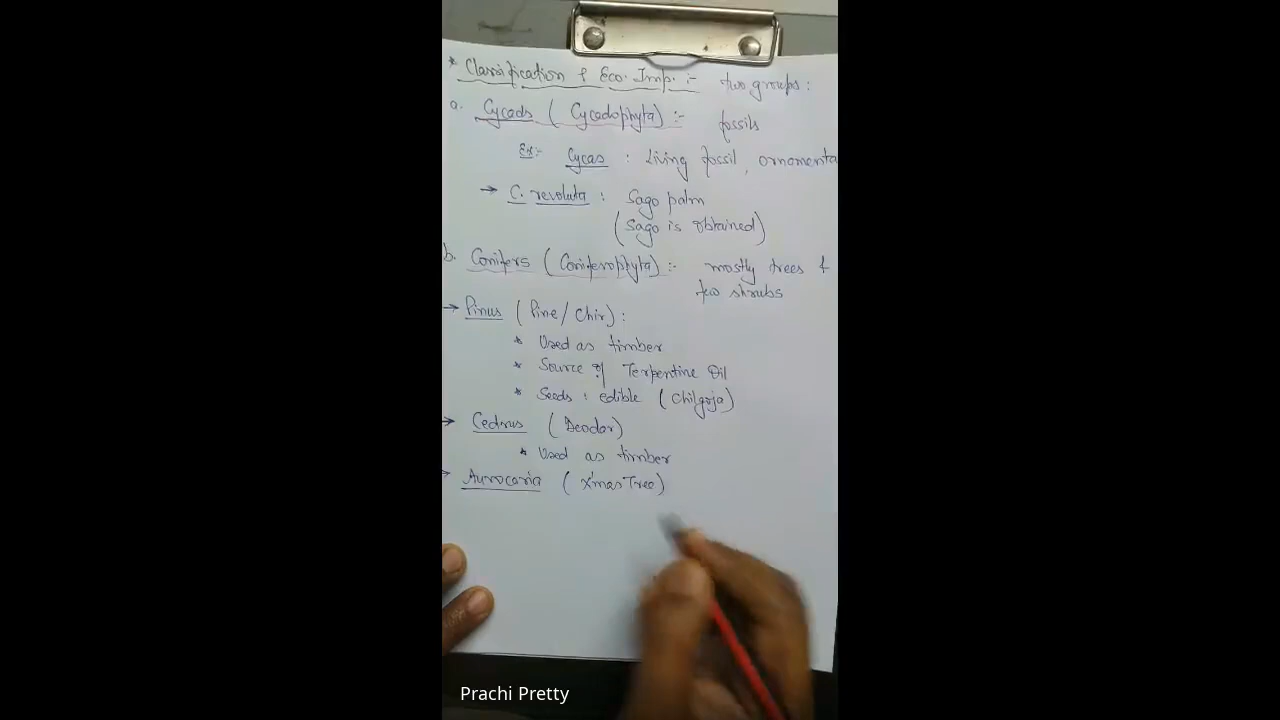 * Classification & Eco. Imp. :- two groups :
a. Cycads ( Cycadophyta) :- fossils
Ex:- Cycas : Living fossil, ornomenta
→ C. revoluta : Sago palm
(Sago is obtained)
b. Conifers ( Coniferophyta) :- mostly trees &
few shrubs
→ Pinus ( Pine/ Chir) :
* Used as timber
* Source of Terpentine Oil
* Seeds : edible ( Chilgoja)
→ Cedrus ( Deodar)
* Used as timber
→ Aurocaria ( X'mas Tree)
Prachi Pretty